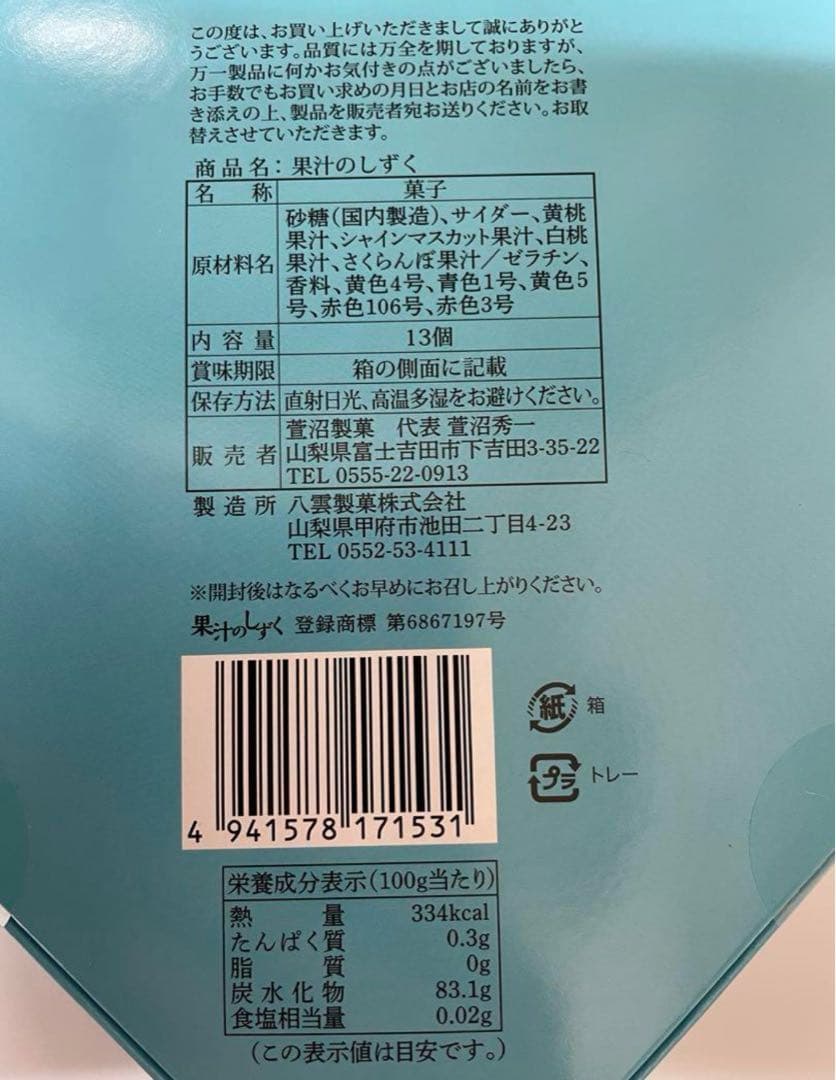 この度は、お買い上げいただきまして誠にありがと
うございます。品質には万全を期しておりますが、
万一製品に何かお気付きの点がございましたら、
お手数でもお買い求めの月日とお店の名前をお書
き添えの上、製品を販売者宛お送りください。お取
替えさせていただきます。
商品名：果汁のしずく
名称 菓子
原材料名 砂糖（国内製造）、サイダー、黄桃
果汁、シャインマスカット果汁、白桃
果汁、さくらんぼ果汁／ゼラチン、
香料、黄色4号、青色1号、黄色5
号、赤色106号、赤色3号
内容量 13個
賞味期限 箱の側面に記載
保存方法 直射日光、高温多湿をお避けください。
販売者 萱沼製菓 代表 萱沼秀一
山梨県富士吉田市下吉田3-35-22
TEL 0555-22-0913
製造所 八雲製菓株式会社
山梨県甲府市池田二丁目4-23
TEL 0552-53-4111
※開封後はなるべくお早めにお召し上がりください。
果汁のしずく 登録商標 第6867197号
紙 箱
プラ トレー
4 941578 171531
栄養成分表示（100g当たり）
熱量 334kcal
たんぱく質 0.3g
脂質 0g
炭水化物 83.1g
食塩相当量 0.02g
（この表示値は目安です。）